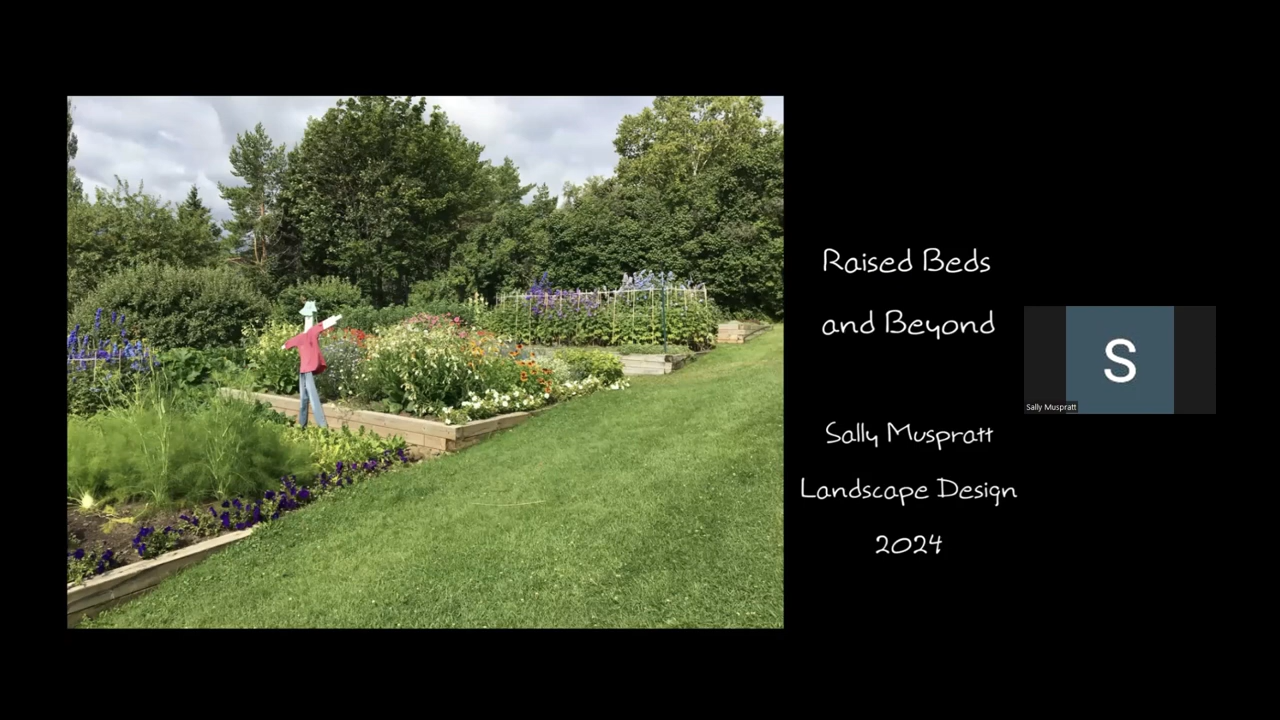 Raised Beds
and Beyond
Sally Muspratt
Landscape Design
2024
S
Sally Muspratt